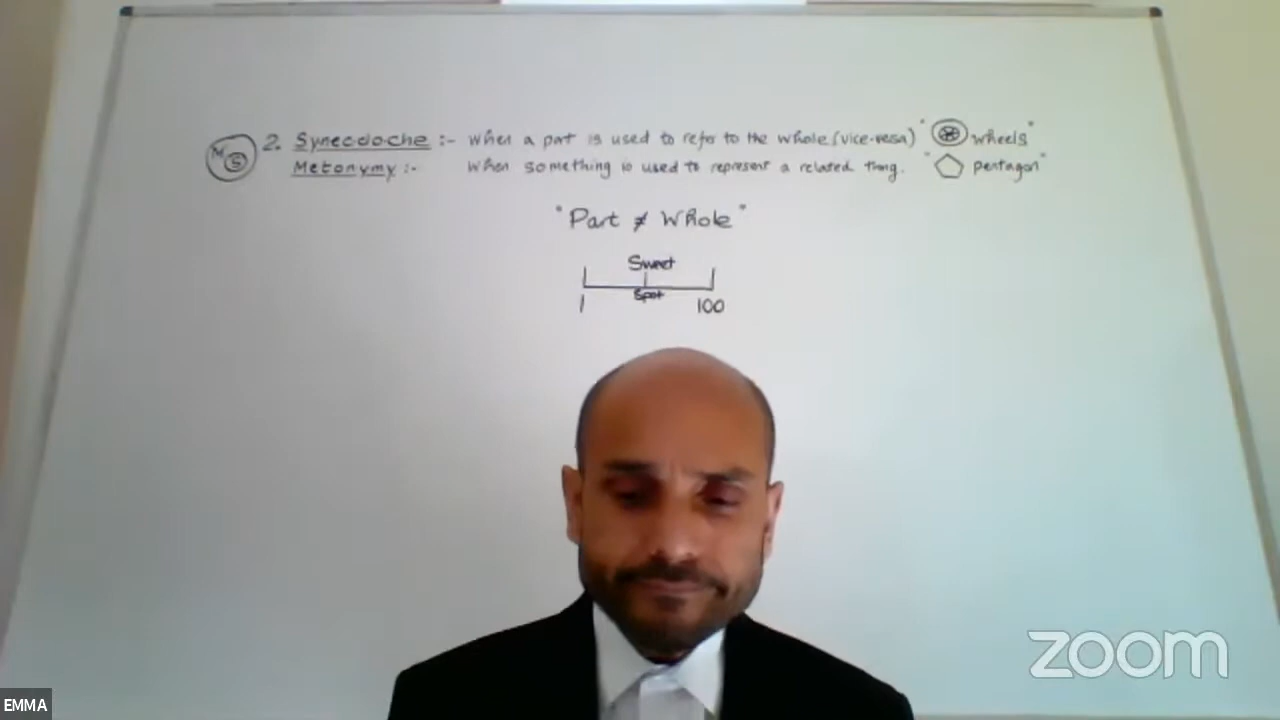 M S 2. Synecdoche :- When a part is used to refer to the whole (vice-versa) " wheels"
Metonymy :- When something is used to represent a related thing. " pentagon"
"Part ≠ Whole"
Sweet
Spot
1 100
zoom
EMMA